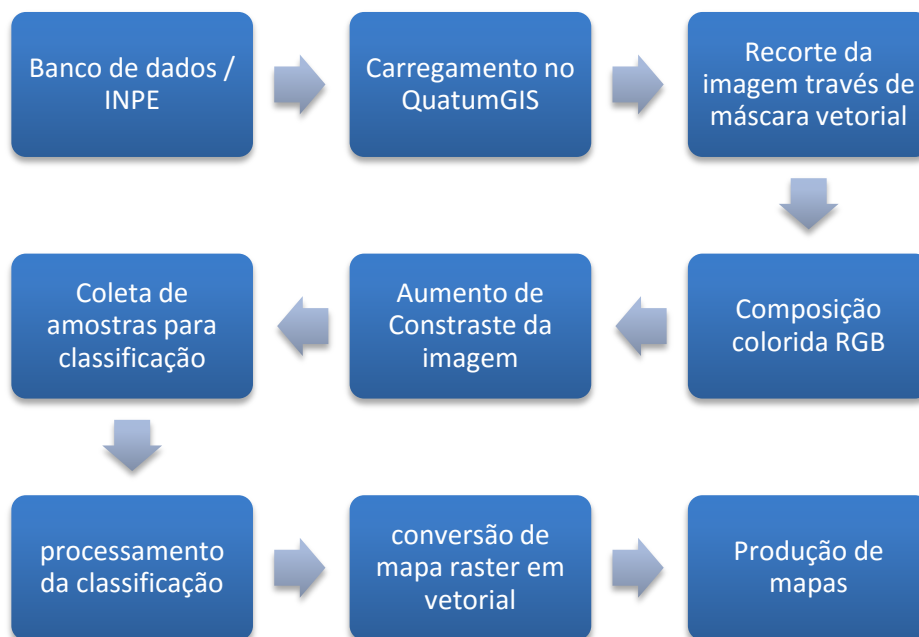 Banco de dados /
INPE
Carregamento no
QuatumGIS
Recorte da
imagem través de
máscara vetorial
Composição
colorida RGB
Aumento de
Constraste da
imagem
Coleta de
amostras para
classificação
processamento
da classificação
conversão de
mapa raster em
vetorial
Produção de
mapas